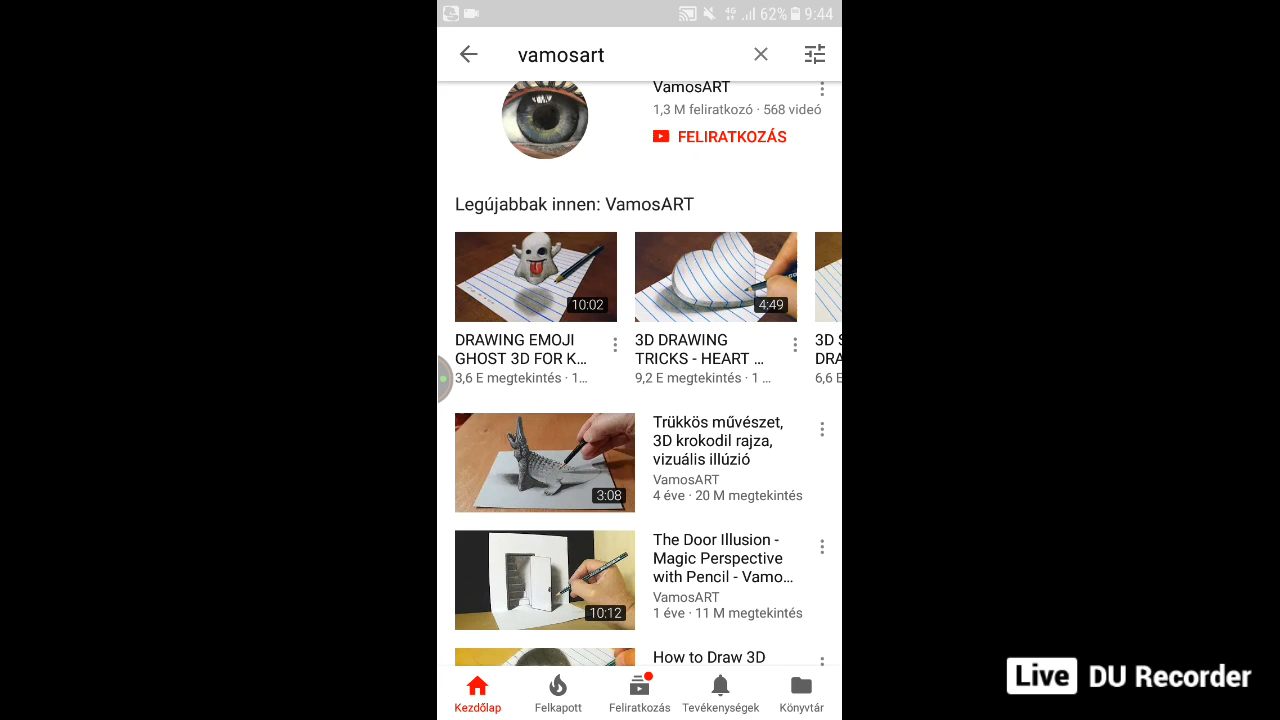 4G 62% 9:44
vamosart
VamosART
1,3 M feliratkozó · 568 videó
FELIRATKOZÁS
Legújabbak innen: VamosART
10:02
4:49
DRAWING EMOJI
GHOST 3D FOR K...
3,6 E megtekintés · 1...
3D DRAWING
TRICKS - HEART ...
9,2 E megtekintés · 1 ...
3D S
DRA
6,6 E
3:08
Trükkös művészet,
3D krokodil rajza,
vizuális illúzió
VamosART
4 éve · 20 M megtekintés
10:12
The Door Illusion -
Magic Perspective
with Pencil - Vamo...
VamosART
1 éve · 11 M megtekintés
How to Draw 3D
Kezdőlap
Felkapott
Feliratkozás
Tevékenységek
Könyvtár
Live DU Recorder